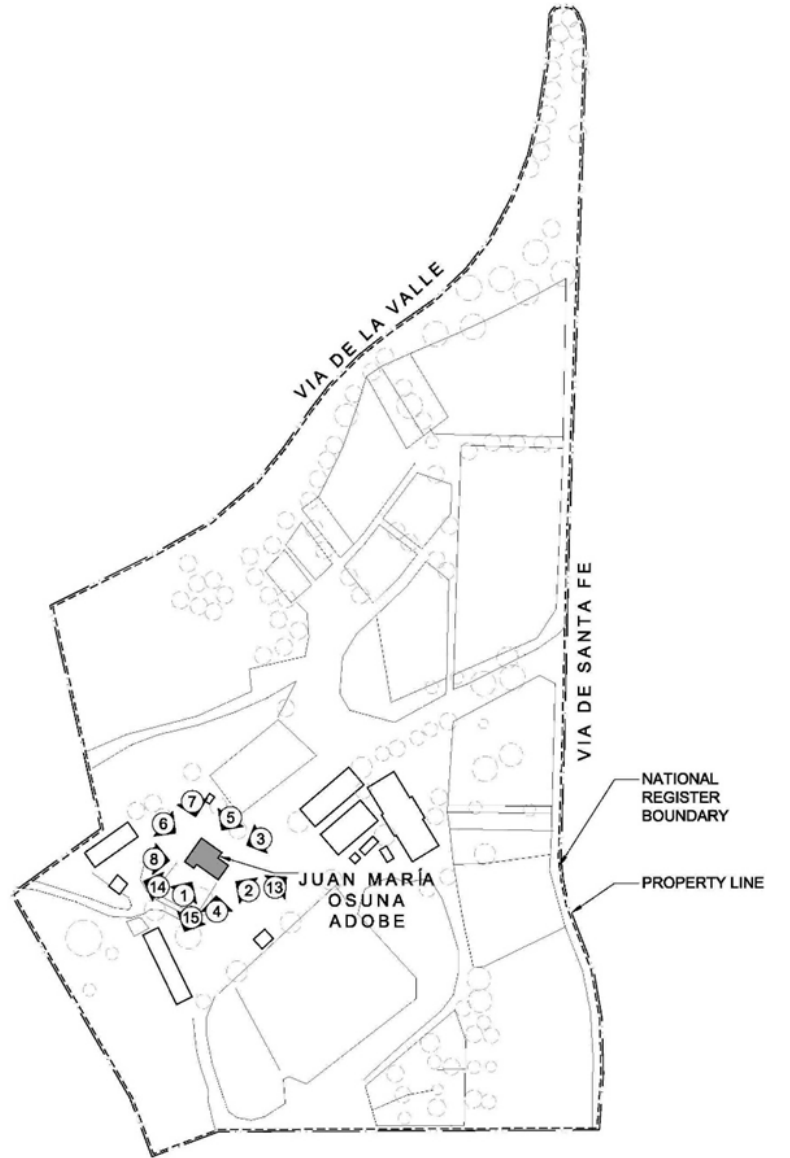 VIA DE LA VALLE
VIA DE SANTA FE
NATIONAL
REGISTER
BOUNDARY
PROPERTY LINE
7
5
6
3
8
JUAN MARÍA
OSUNA
ADOBE
14
1
2
13
15
4